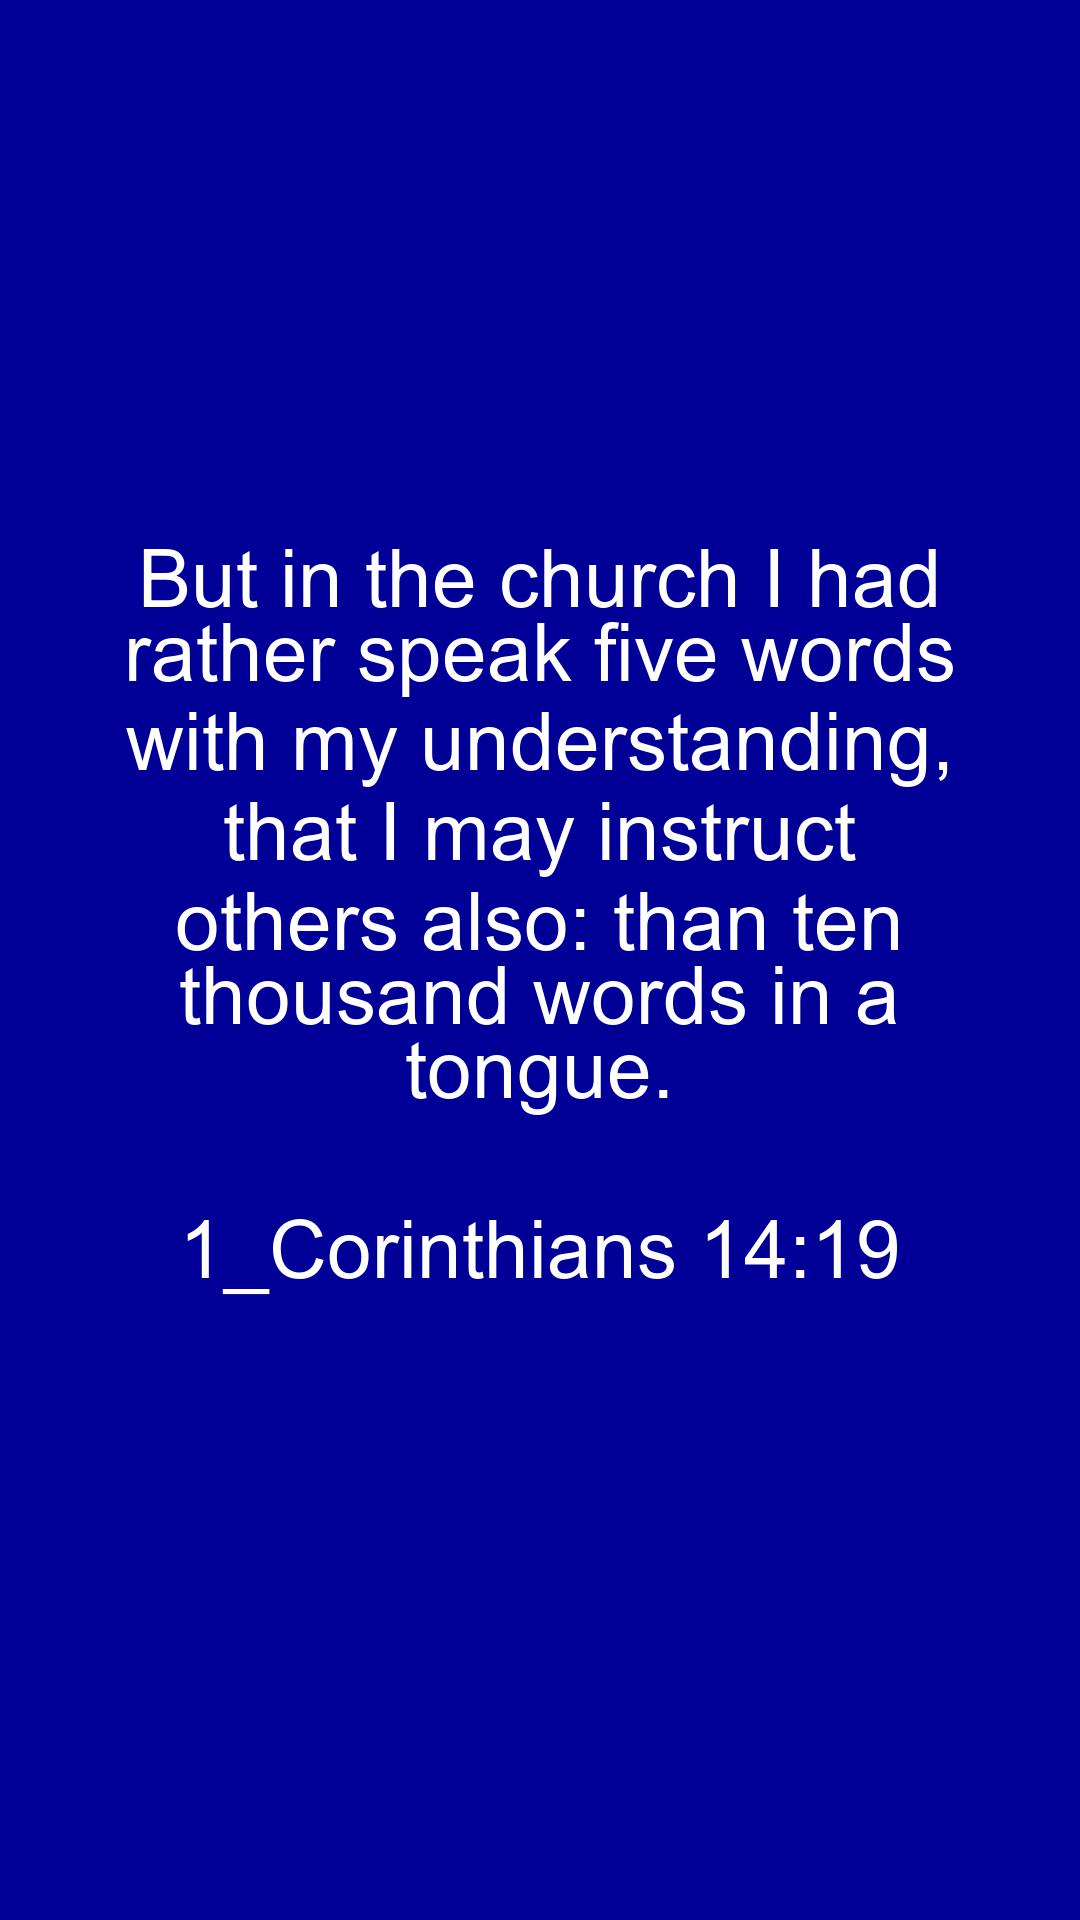 But in the church I had
rather speak five words
with my understanding,
that I may instruct
others also: than ten
thousand words in a
tongue.
1_Corinthians 14:19